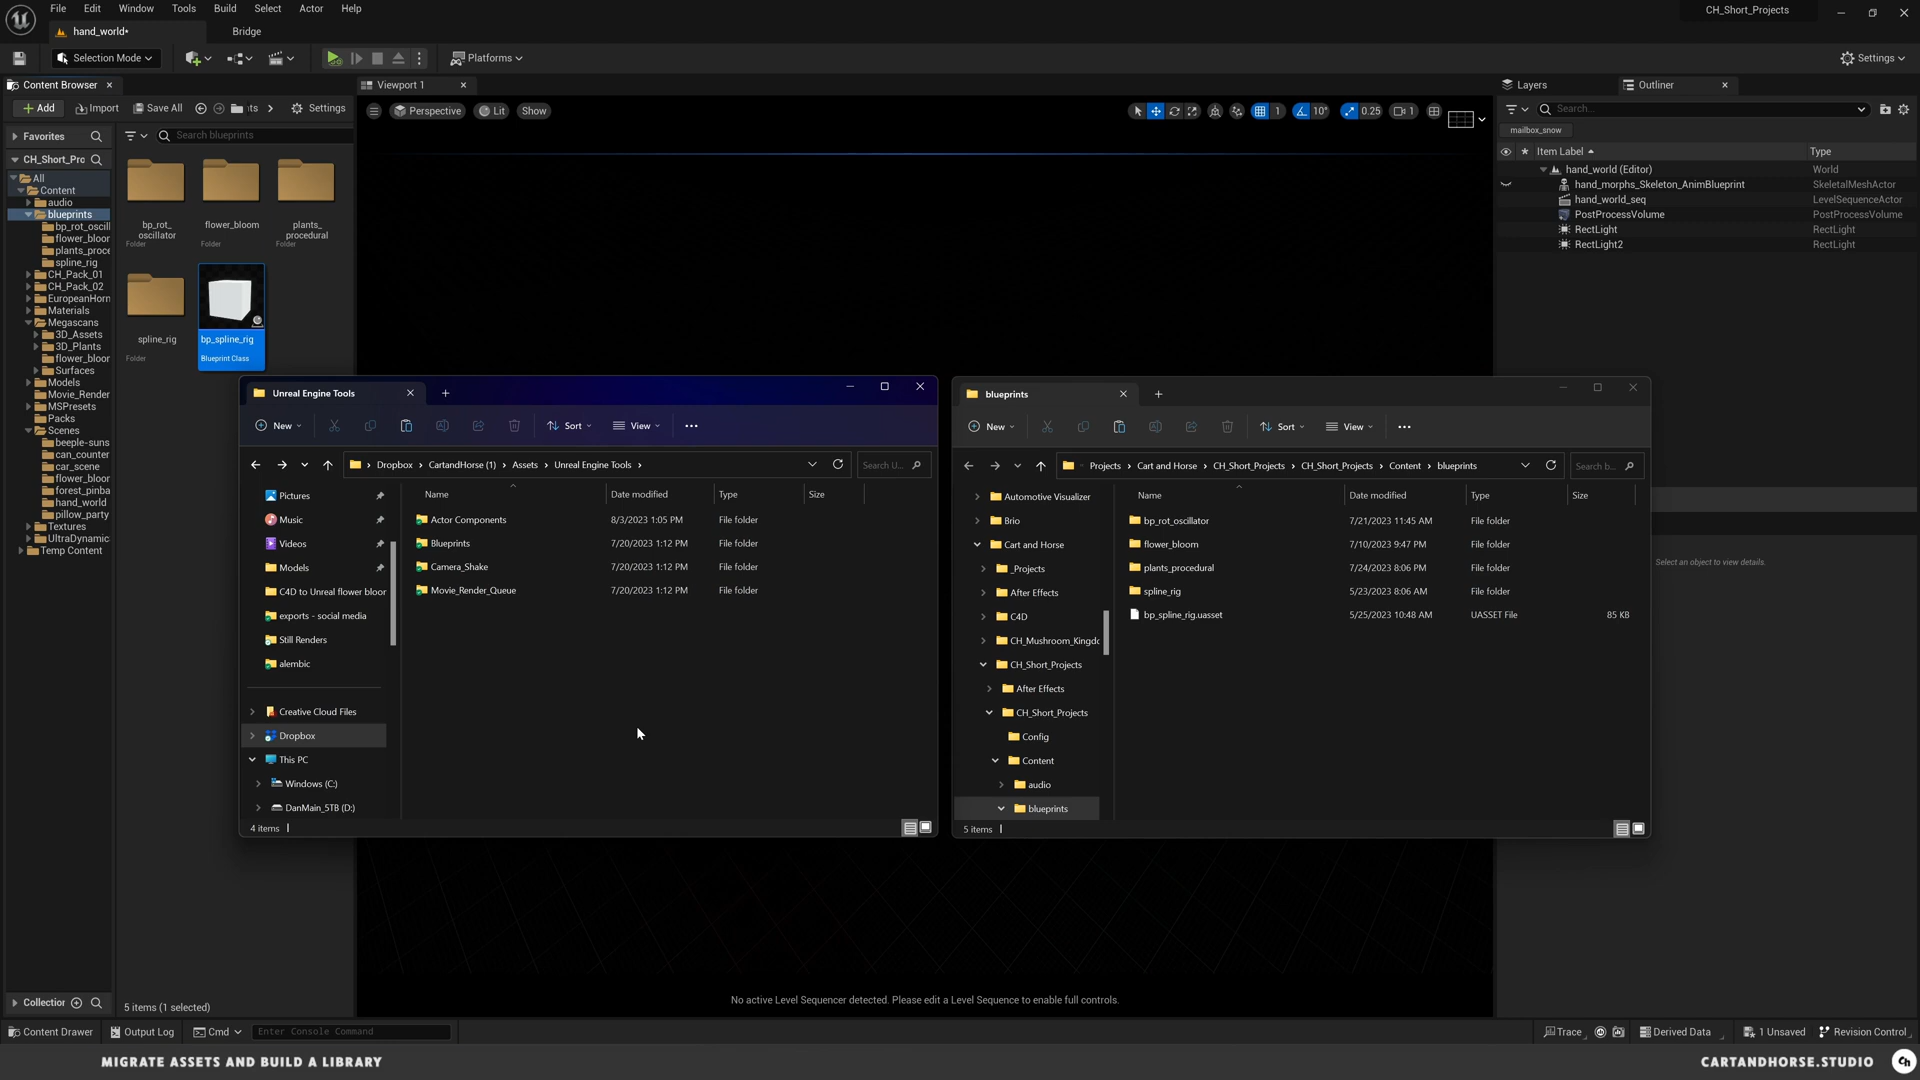 File Edit Window Tools Build Select Actor Help
CH_Short_Projects
hand_world*
Bridge
Selection Mode
Platforms
Settings
Content Browser
Viewport 1
Layers
Outliner
Add Import Save All Settings
Perspective Lit Show
1 10° 0.25 1
Search...
Favorites
Search blueprints
mailbox_snow
Item Label Type
CH_Short_Pro
All
Content
audio
blueprints
bp_rot_oscill
flower_bloor
plants_proce
spline_rig
CH_Pack_01
CH_Pack_02
EuropeanHorn
Materials
Megascans
3D_Assets
3D_Plants
flower_bloor
Surfaces
Models
Movie_Render
MSPresets
Packs
Scenes
beeple-suns
can_counter
car_scene
flower_bloor
forest_pinba
hand_world
pillow_party
Textures
UltraDynamic
Temp Content
bp_rot_
oscillator
Folder
flower_bloom
Folder
plants_
procedural
Folder
spline_rig
Folder
bp_spline_rig
Blueprint Class
hand_world (Editor) World
hand_morphs_Skeleton_AnimBlueprint SkeletalMeshActor
hand_world_seq LevelSequenceActor
PostProcessVolume PostProcessVolume
RectLight RectLight
RectLight2 RectLight
Unreal Engine Tools
New Sort View
Dropbox CartandHorse (1) Assets Unreal Engine Tools
Search U...
Pictures
Music
Videos
Models
C4D to Unreal flower bloor
exports - social media
Still Renders
alembic
Creative Cloud Files
Dropbox
This PC
Windows (C:)
DanMain_5TB (D:)
Name Date modified Type Size
Actor Components 8/3/2023 1:05 PM File folder
Blueprints 7/20/2023 1:12 PM File folder
Camera_Shake 7/20/2023 1:12 PM File folder
Movie_Render_Queue 7/20/2023 1:12 PM File folder
4 items
blueprints
New Sort View
Projects Cart and Horse CH_Short_Projects CH_Short_Projects Content blueprints
Search b...
Automotive Visualizer
Brio
Cart and Horse
_Projects
After Effects
C4D
CH_Mushroom_Kingdo
CH_Short_Projects
After Effects
CH_Short_Projects
Config
Content
audio
blueprints
Name Date modified Type Size
bp_rot_oscillator 7/21/2023 11:45 AM File folder
flower_bloom 7/10/2023 9:47 PM File folder
plants_procedural 7/24/2023 8:06 PM File folder
spline_rig 5/23/2023 8:06 AM File folder
bp_spline_rig.uasset 5/25/2023 10:48 AM UASSET File 85 KB
5 items
Select an object to view details.
No active Level Sequencer detected. Please edit a Level Sequence to enable full controls.
Collection
5 items (1 selected)
Content Drawer Output Log Cmd Enter Console Command
Trace Derived Data 1 Unsaved Revision Control
MIGRATE ASSETS AND BUILD A LIBRARY
CARTANDHORSE.STUDIO